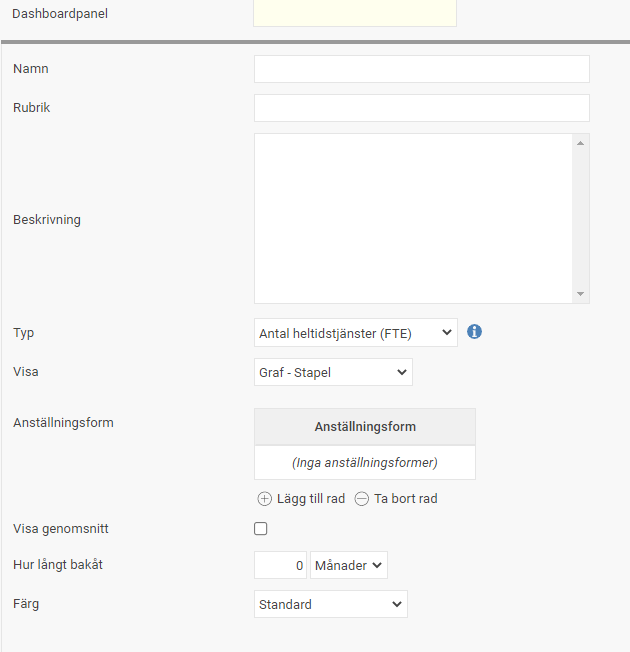 Dashboardpanel
Namn
Rubrik
Beskrivning
Typ Antal heltidstjänster (FTE)
Visa Graf - Stapel
Anställningsform Anställningsform
(Inga anställningsformer)
Lägg till rad Ta bort rad
Visa genomsnitt
Hur långt bakåt 0 Månader
Färg Standard